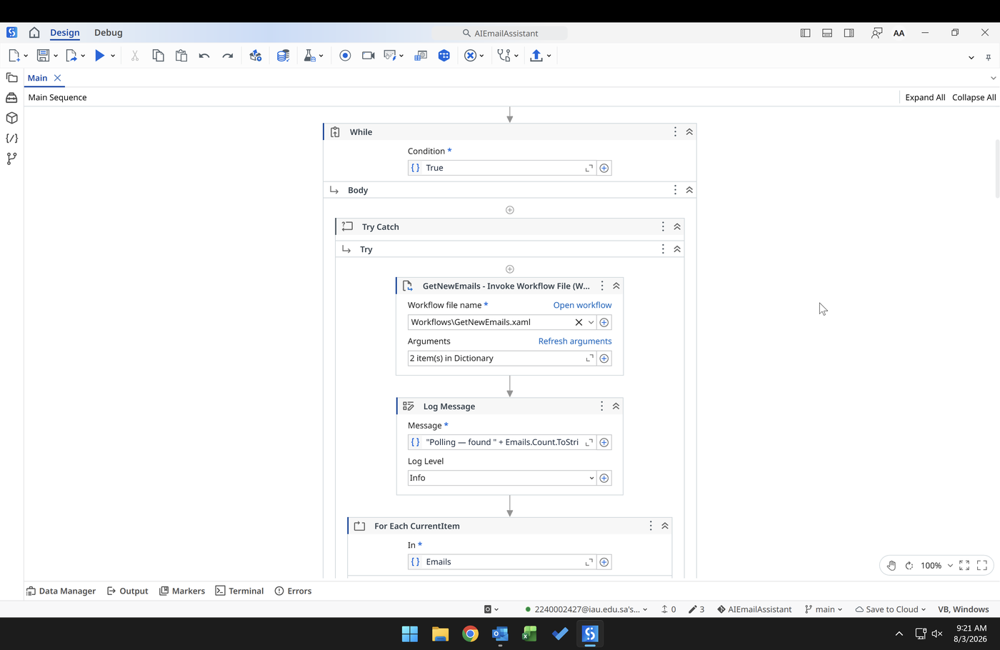 Design
Debug
AIEmailAssistant
AA
Main
Main Sequence
Expand All
Collapse All
While
Condition *
True
Body
Try Catch
Try
GetNewEmails - Invoke Workflow File (W...
Workflow file name *
Open workflow
Workflows\GetNewEmails.xaml
Arguments
Refresh arguments
2 item(s) in Dictionary
Log Message
Message *
"Polling — found " + Emails.Count.ToStri
Log Level
Info
For Each CurrentItem
In *
Emails
100%
Data Manager
Output
Markers
Terminal
Errors
2240002427@iau.edu.sa's...
0
3
AIEmailAssistant
main
Save to Cloud
VB, Windows
9:21 AM
8/3/2026